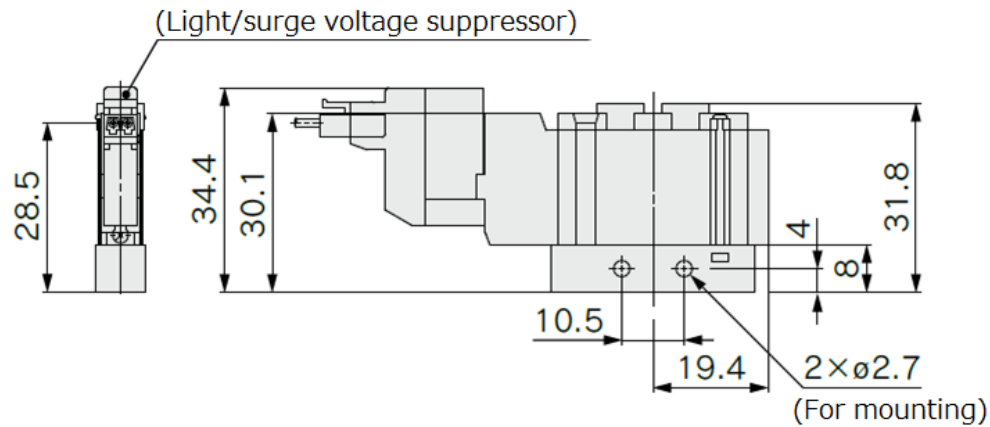 (Light/surge voltage suppressor)
28.5
34.4
30.1
31.8
4
8
10.5
19.4
2×ø2.7
(For mounting)